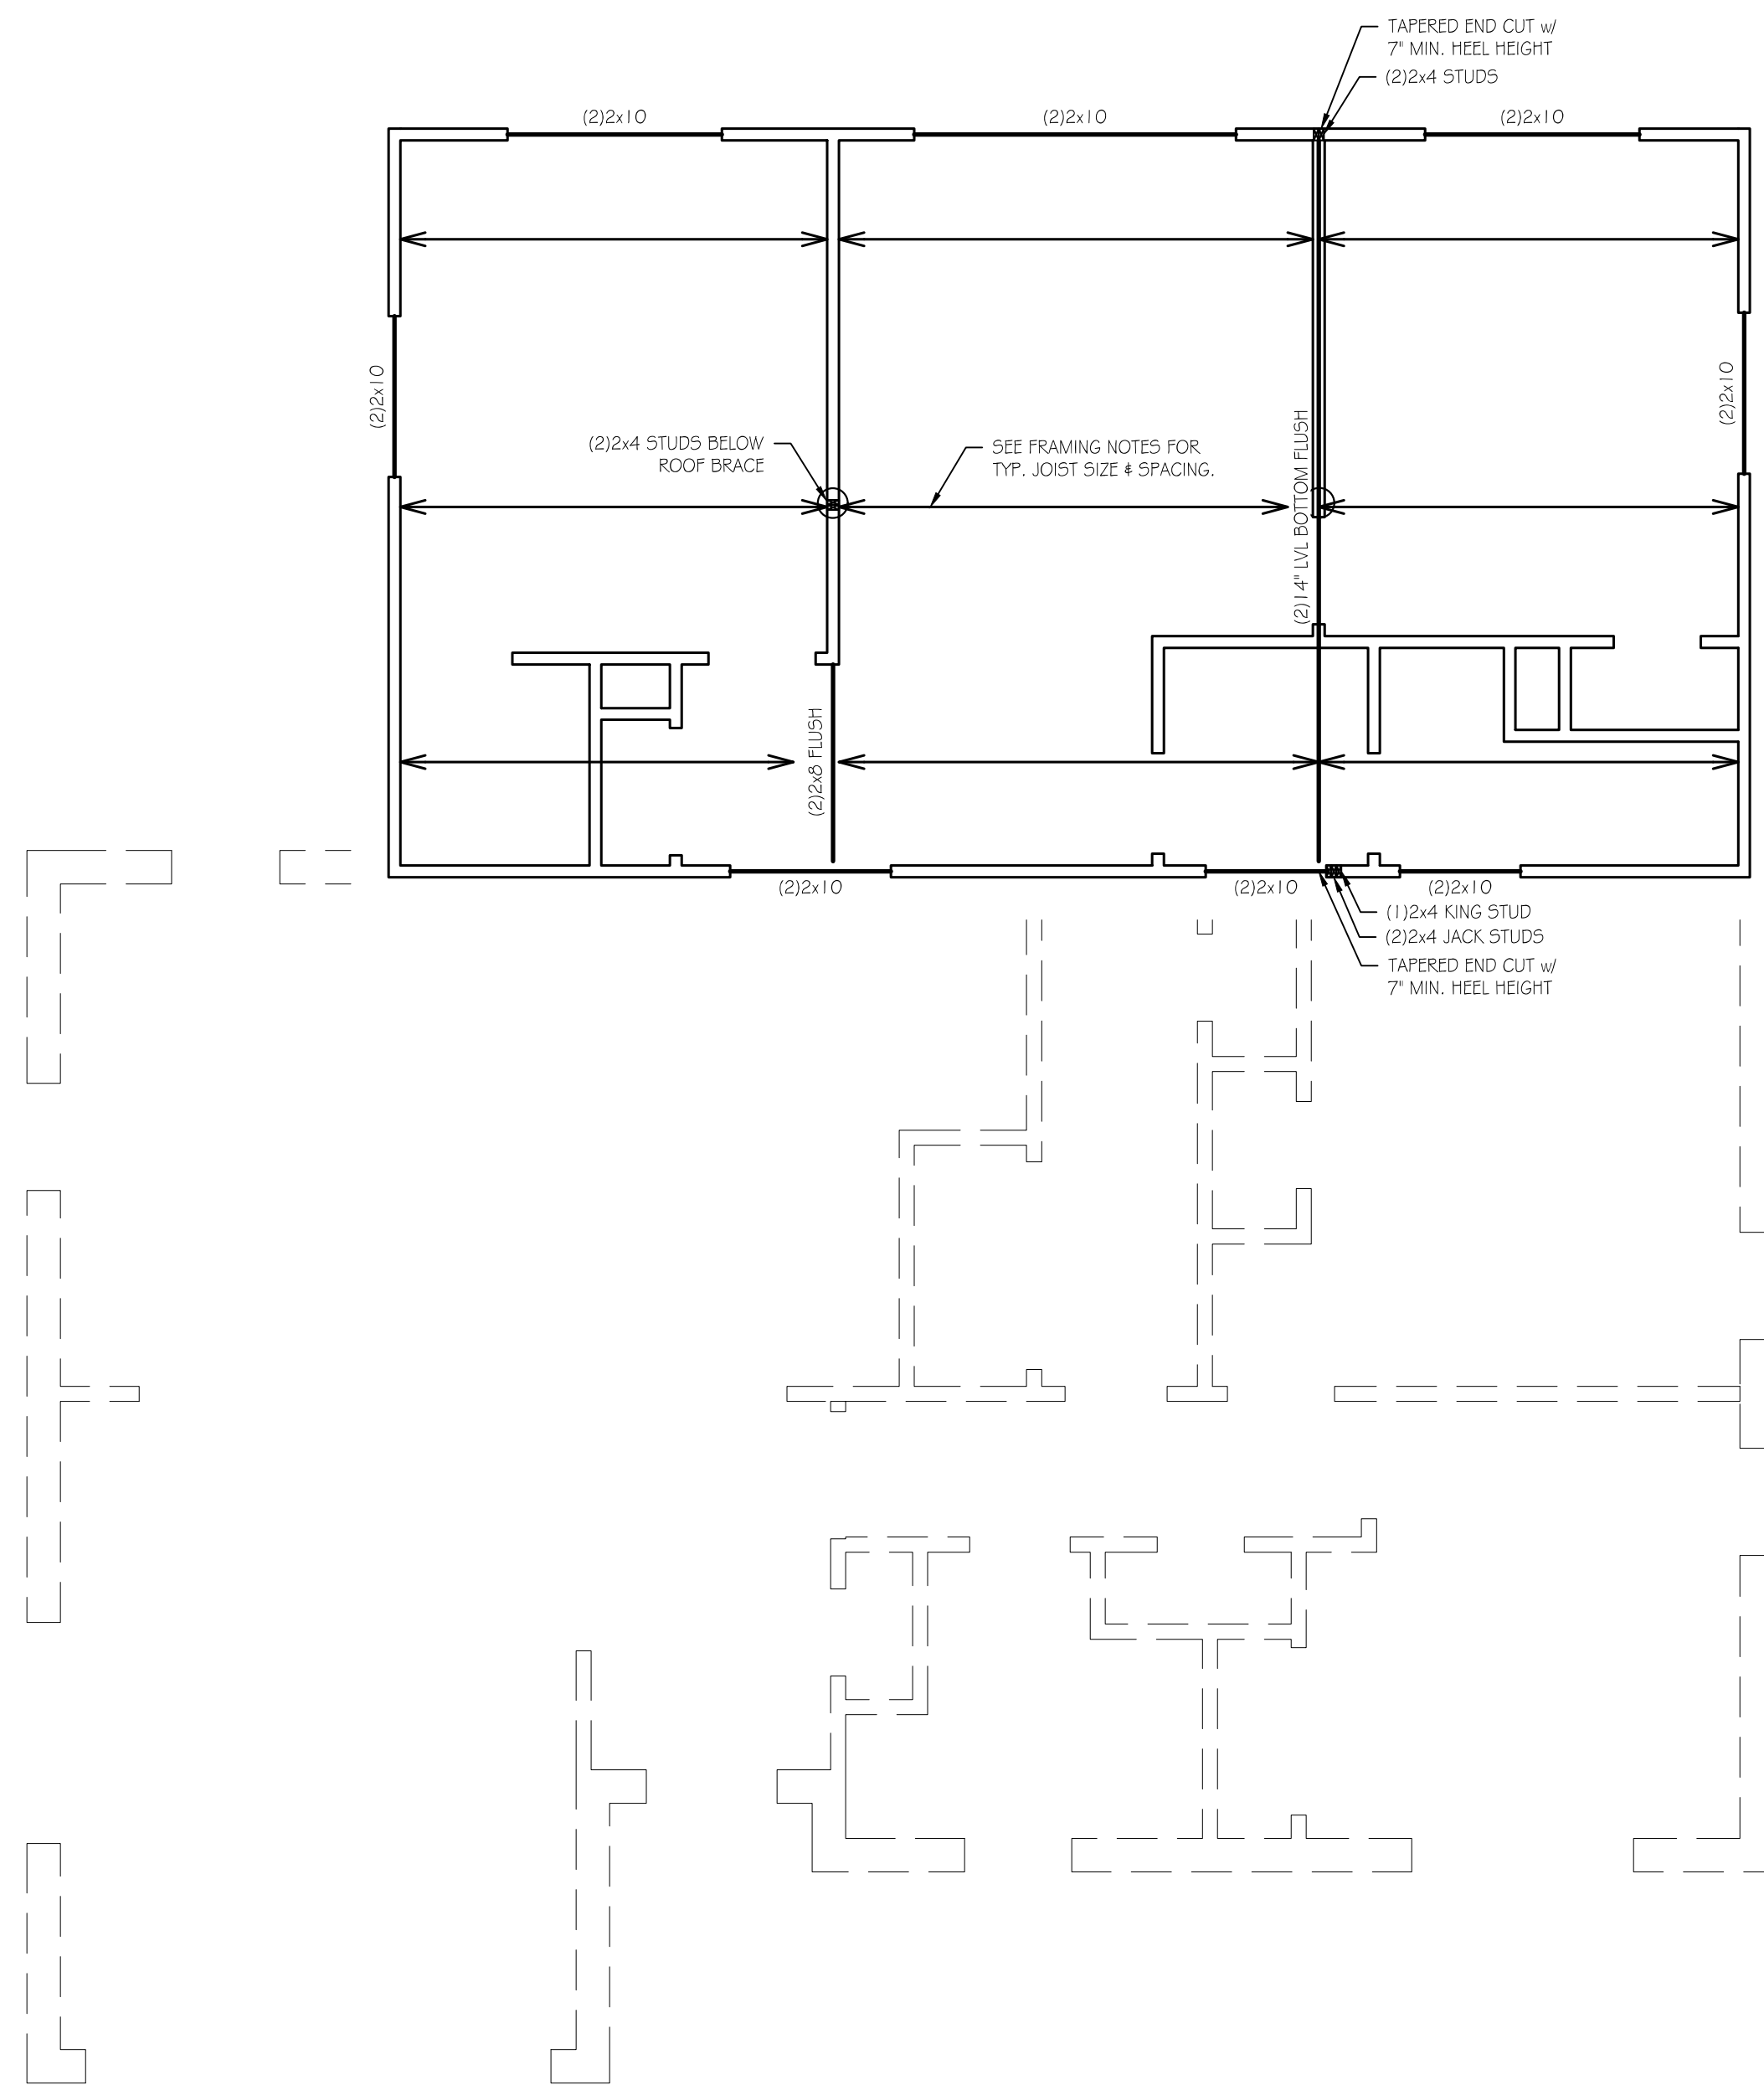 TAPERED END CUT w/
7" MIN. HEEL HEIGHT
(2)2x4 STUDS
(2)2x10
(2)2x10
(2)2x10
(2)2x10
(2)2x10
(2)2x4 STUDS BELOW
ROOF BRACE
SEE FRAMING NOTES FOR
TYP. JOIST SIZE & SPACING.
(2)14" LVL BOTTOM FLUSH
(2)2x8 FLUSH
(2)2x10
(2)2x10
(2)2x10
(1)2x4 KING STUD
(2)2x4 JACK STUDS
TAPERED END CUT w/
7" MIN. HEEL HEIGHT